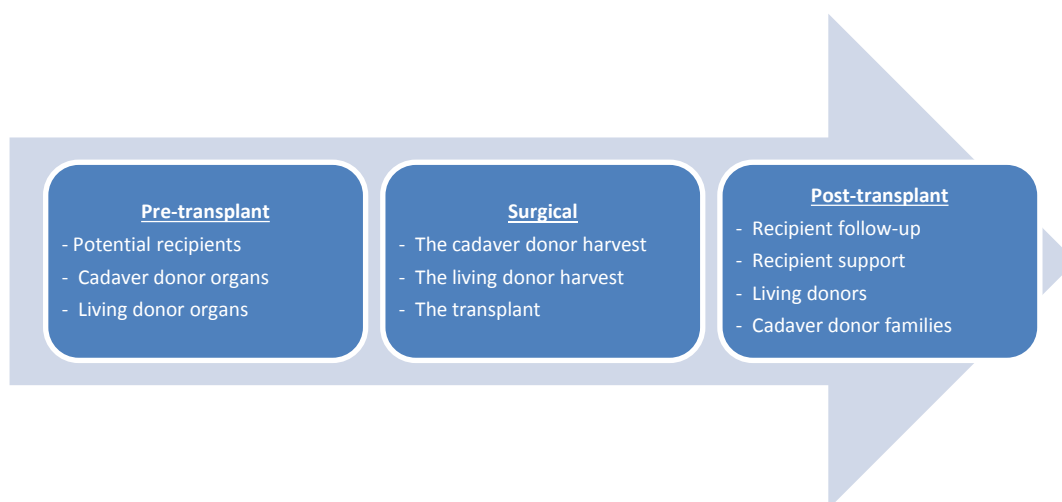 Pre-transplant
- Potential recipients
- Cadaver donor organs
- Living donor organs
Surgical
- The cadaver donor harvest
- The living donor harvest
- The transplant
Post-transplant
- Recipient follow-up
- Recipient support
- Living donors
- Cadaver donor families